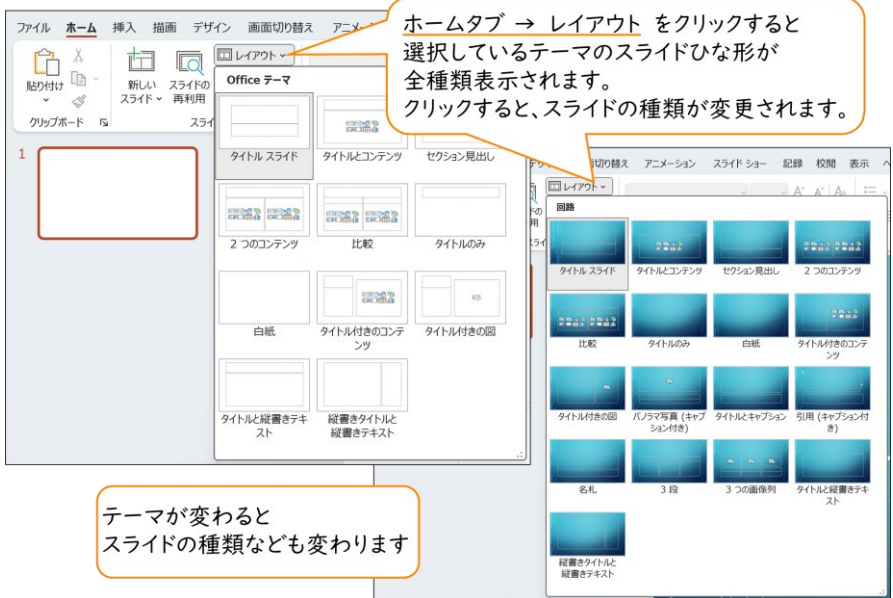 ホームタブ → レイアウト をクリックすると
選択しているテーマのスライドひな形が
全種類表示されます。
クリックすると、スライドの種類が変更されます。
ファイル ホーム 挿入 描画 デザイン 画面切り替え
貼り付け
新しい スライドの
スライド 再利用
レイアウト
クリップボード
Office テーマ
タイトル スライド タイトルとコンテンツ セクション見出し
2 つのコンテンツ 比較 タイトルのみ
白紙 タイトル付きのコンテ タイトル付きの図
ンツ
タイトルと縦書きテキ 縦書きタイトルと
スト 縦書きテキスト
1
アニメーション スライド ショー 記録 校閲 表示
レイアウト
回路
タイトル スライド タイトルとコンテンツ セクション見出し 2 つのコンテンツ
比較 タイトルのみ 白紙 タイトル付きのコンテ
ンツ
タイトル付きの図 パノラマ写真 (キャプ タイトルとキャプション 引用 (キャプション付
ション付き) き)
名札 3 段 3 つの画像列 タイトルと縦書きテキ
スト
縦書きタイトルと
縦書きテキスト
テーマが変わると
スライドの種類なども変わります